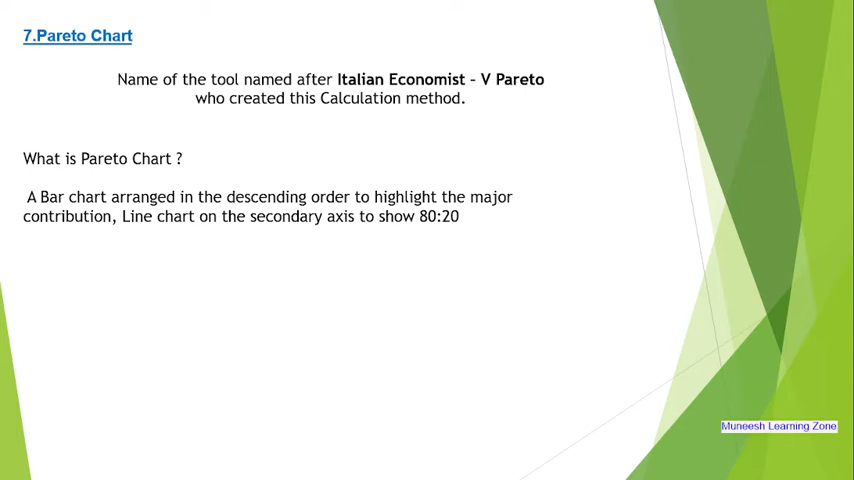 7.Pareto Chart
Name of the tool named after Italian Economist – V Pareto
who created this Calculation method.
What is Pareto Chart ?
A Bar chart arranged in the descending order to highlight the major
contribution, Line chart on the secondary axis to show 80:20
Muneesh Learning Zone